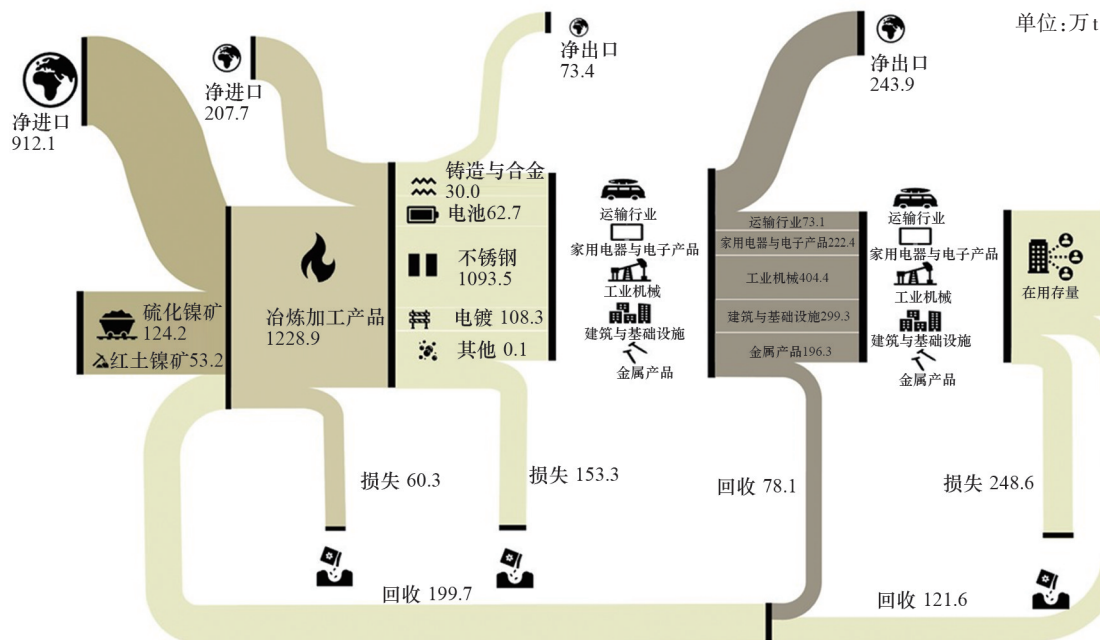 单位:万t
净进口
912.1
净进口
207.7
净出口
73.4
净出口
243.9
硫化镍矿
124.2
红土镍矿53.2
冶炼加工产品
1228.9
铸造与合金
30.0
电池62.7
不锈钢
1093.5
电镀 108.3
其他 0.1
运输行业
家用电器与电子产品
工业机械
建筑与基础设施
金属产品
运输行业73.1
家用电器与电子产品222.4
工业机械404.4
建筑与基础设施299.3
金属产品196.3
运输行业
家用电器与电子产品
工业机械
建筑与基础设施
金属产品
在用存量
损失 60.3
损失 153.3
回收 78.1
损失 248.6
回收 199.7
回收 121.6